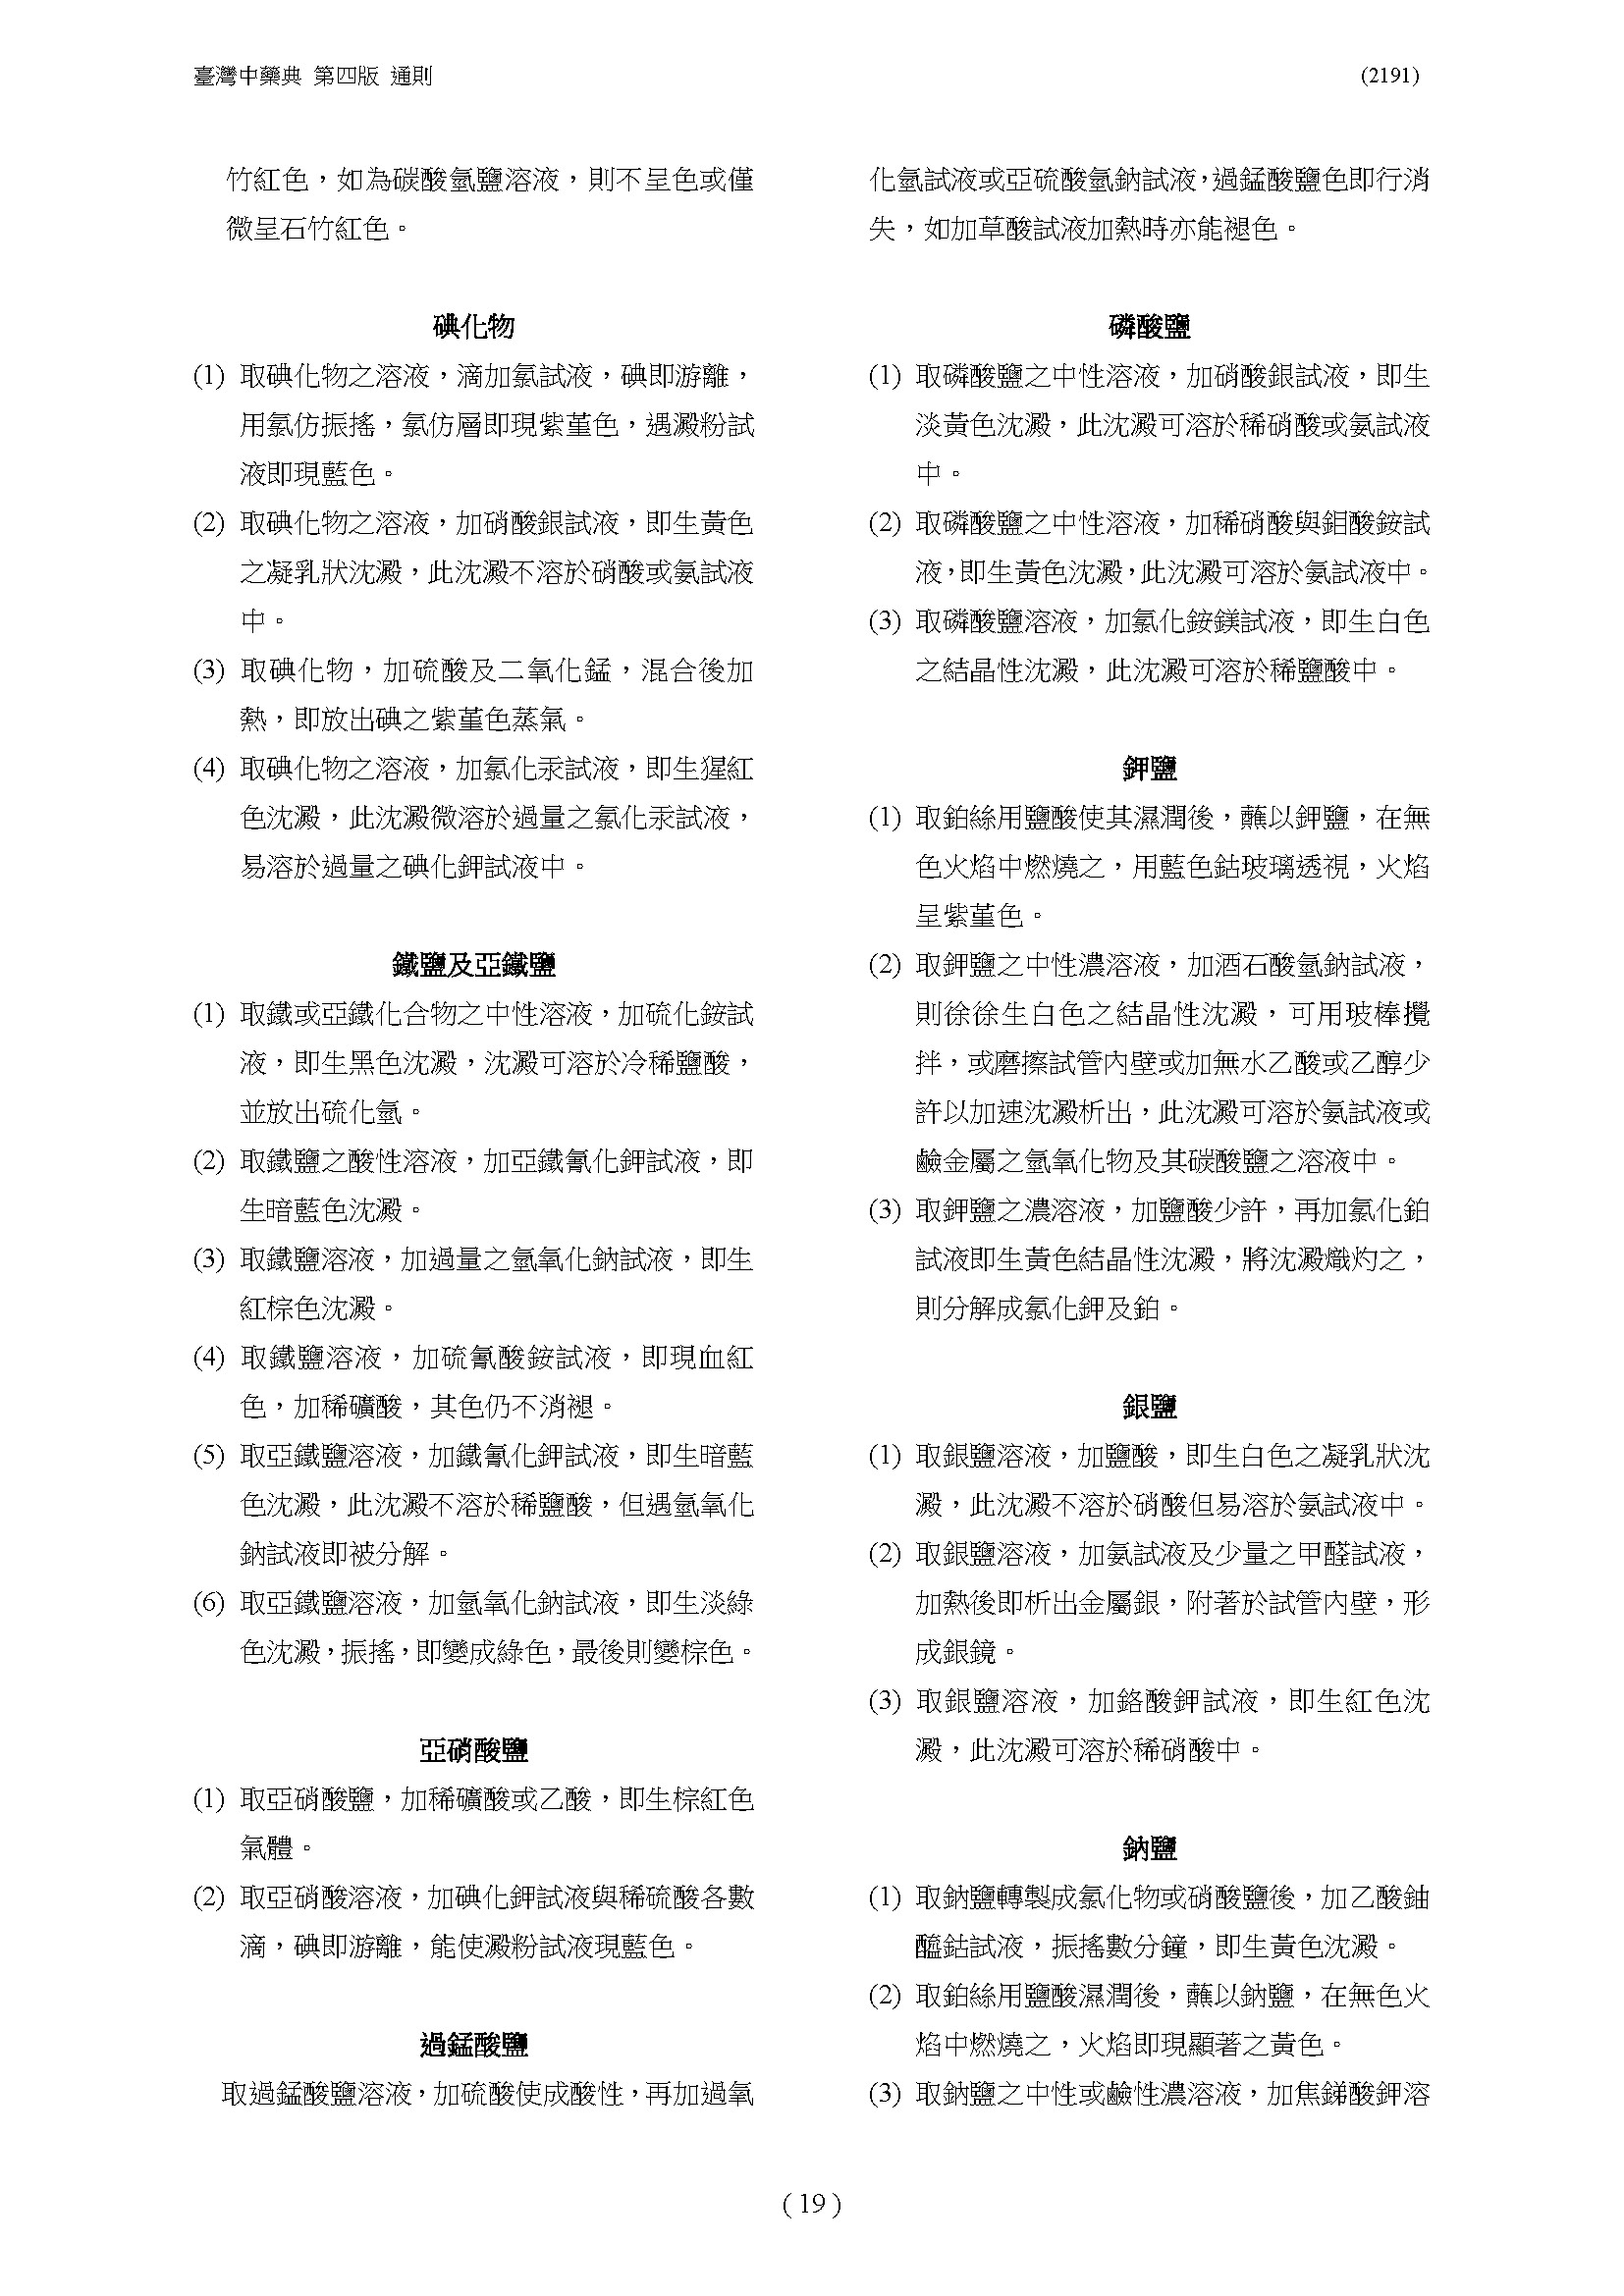 臺灣中藥典 第四版 通則
(2191)
竹紅色，如為碳酸氫鹽溶液，則不呈色或僅
微呈石竹紅色。
碘化物
(1) 取碘化物之溶液，滴加氯試液，碘即游離，
用氯仿振搖，氯仿層即現紫菫色，遇澱粉試
液即現藍色。
(2) 取碘化物之溶液，加硝酸銀試液，即生黃色
之凝乳狀沈澱，此沈澱不溶於硝酸或氨試液
中。
(3) 取碘化物，加硫酸及二氧化錳，混合後加
熱，即放出碘之紫菫色蒸氣。
(4) 取碘化物之溶液，加氯化汞試液，即生猩紅
色沈澱，此沈澱微溶於過量之氯化汞試液，
易溶於過量之碘化鉀試液中。
鐵鹽及亞鐵鹽
(1) 取鐵或亞鐵化合物之中性溶液，加硫化銨試
液，即生黑色沈澱，沈澱可溶於冷稀鹽酸，
並放出硫化氫。
(2) 取鐵鹽之酸性溶液，加亞鐵氰化鉀試液，即
生暗藍色沈澱。
(3) 取鐵鹽溶液，加過量之氫氧化鈉試液，即生
紅棕色沈澱。
(4) 取鐵鹽溶液，加硫氰酸銨試液，即現血紅
色，加稀礦酸，其色仍不消褪。
(5) 取亞鐵鹽溶液，加鐵氰化鉀試液，即生暗藍
色沈澱，此沈澱不溶於稀鹽酸，但遇氫氧化
鈉試液即被分解。
(6) 取亞鐵鹽溶液，加氫氧化鈉試液，即生淡綠
色沈澱，振搖，即變成綠色，最後則變棕色。
亞硝酸鹽
(1) 取亞硝酸鹽，加稀礦酸或乙酸，即生棕紅色
氣體。
(2) 取亞硝酸溶液，加碘化鉀試液與稀硫酸各數
滴，碘即游離，能使澱粉試液現藍色。
過錳酸鹽
取過錳酸鹽溶液，加硫酸使成酸性，再加過氧
化氫試液或亞硫酸氫鈉試液，過錳酸鹽色即行消
失，如加草酸試液加熱時亦能褪色。
磷酸鹽
(1) 取磷酸鹽之中性溶液，加硝酸銀試液，即生
淡黃色沈澱，此沈澱可溶於稀硝酸或氨試液
中。
(2) 取磷酸鹽之中性溶液，加稀硝酸與鉬酸銨試
液，即生黃色沈澱，此沈澱可溶於氨試液中。
(3) 取磷酸鹽溶液，加氯化銨鎂試液，即生白色
之結晶性沈澱，此沈澱可溶於稀鹽酸中。
鉀鹽
(1) 取鉑絲用鹽酸使其濕潤後，蘸以鉀鹽，在無
色火焰中燃燒之，用藍色鈷玻璃透視，火焰
呈紫菫色。
(2) 取鉀鹽之中性濃溶液，加酒石酸氫鈉試液，
則徐徐生白色之結晶性沈澱，可用玻棒攪
拌，或磨擦試管內壁或加無水乙酸或乙醇少
許以加速沈澱析出，此沈澱可溶於氨試液或
鹼金屬之氫氧化物及其碳酸鹽之溶液中。
(3) 取鉀鹽之濃溶液，加鹽酸少許，再加氯化鉑
試液即生黃色結晶性沈澱，將沈澱熾灼之，
則分解成氯化鉀及鉑。
銀鹽
(1) 取銀鹽溶液，加鹽酸，即生白色之凝乳狀沈
澱，此沈澱不溶於硝酸但易溶於氨試液中。
(2) 取銀鹽溶液，加氨試液及少量之甲醛試液，
加熱後即析出金屬銀，附著於試管內壁，形
成銀鏡。
(3) 取銀鹽溶液，加鉻酸鉀試液，即生紅色沈
澱，此沈澱可溶於稀硝酸中。
鈉鹽
(1) 取鈉鹽轉製成氯化物或硝酸鹽後，加乙酸鈾
醯鈷試液，振搖數分鐘，即生黃色沈澱。
(2) 取鉑絲用鹽酸濕潤後，蘸以鈉鹽，在無色火
焰中燃燒之，火焰即現顯著之黃色。
(3) 取鈉鹽之中性或鹼性濃溶液，加焦銻酸鉀溶
( 19 )